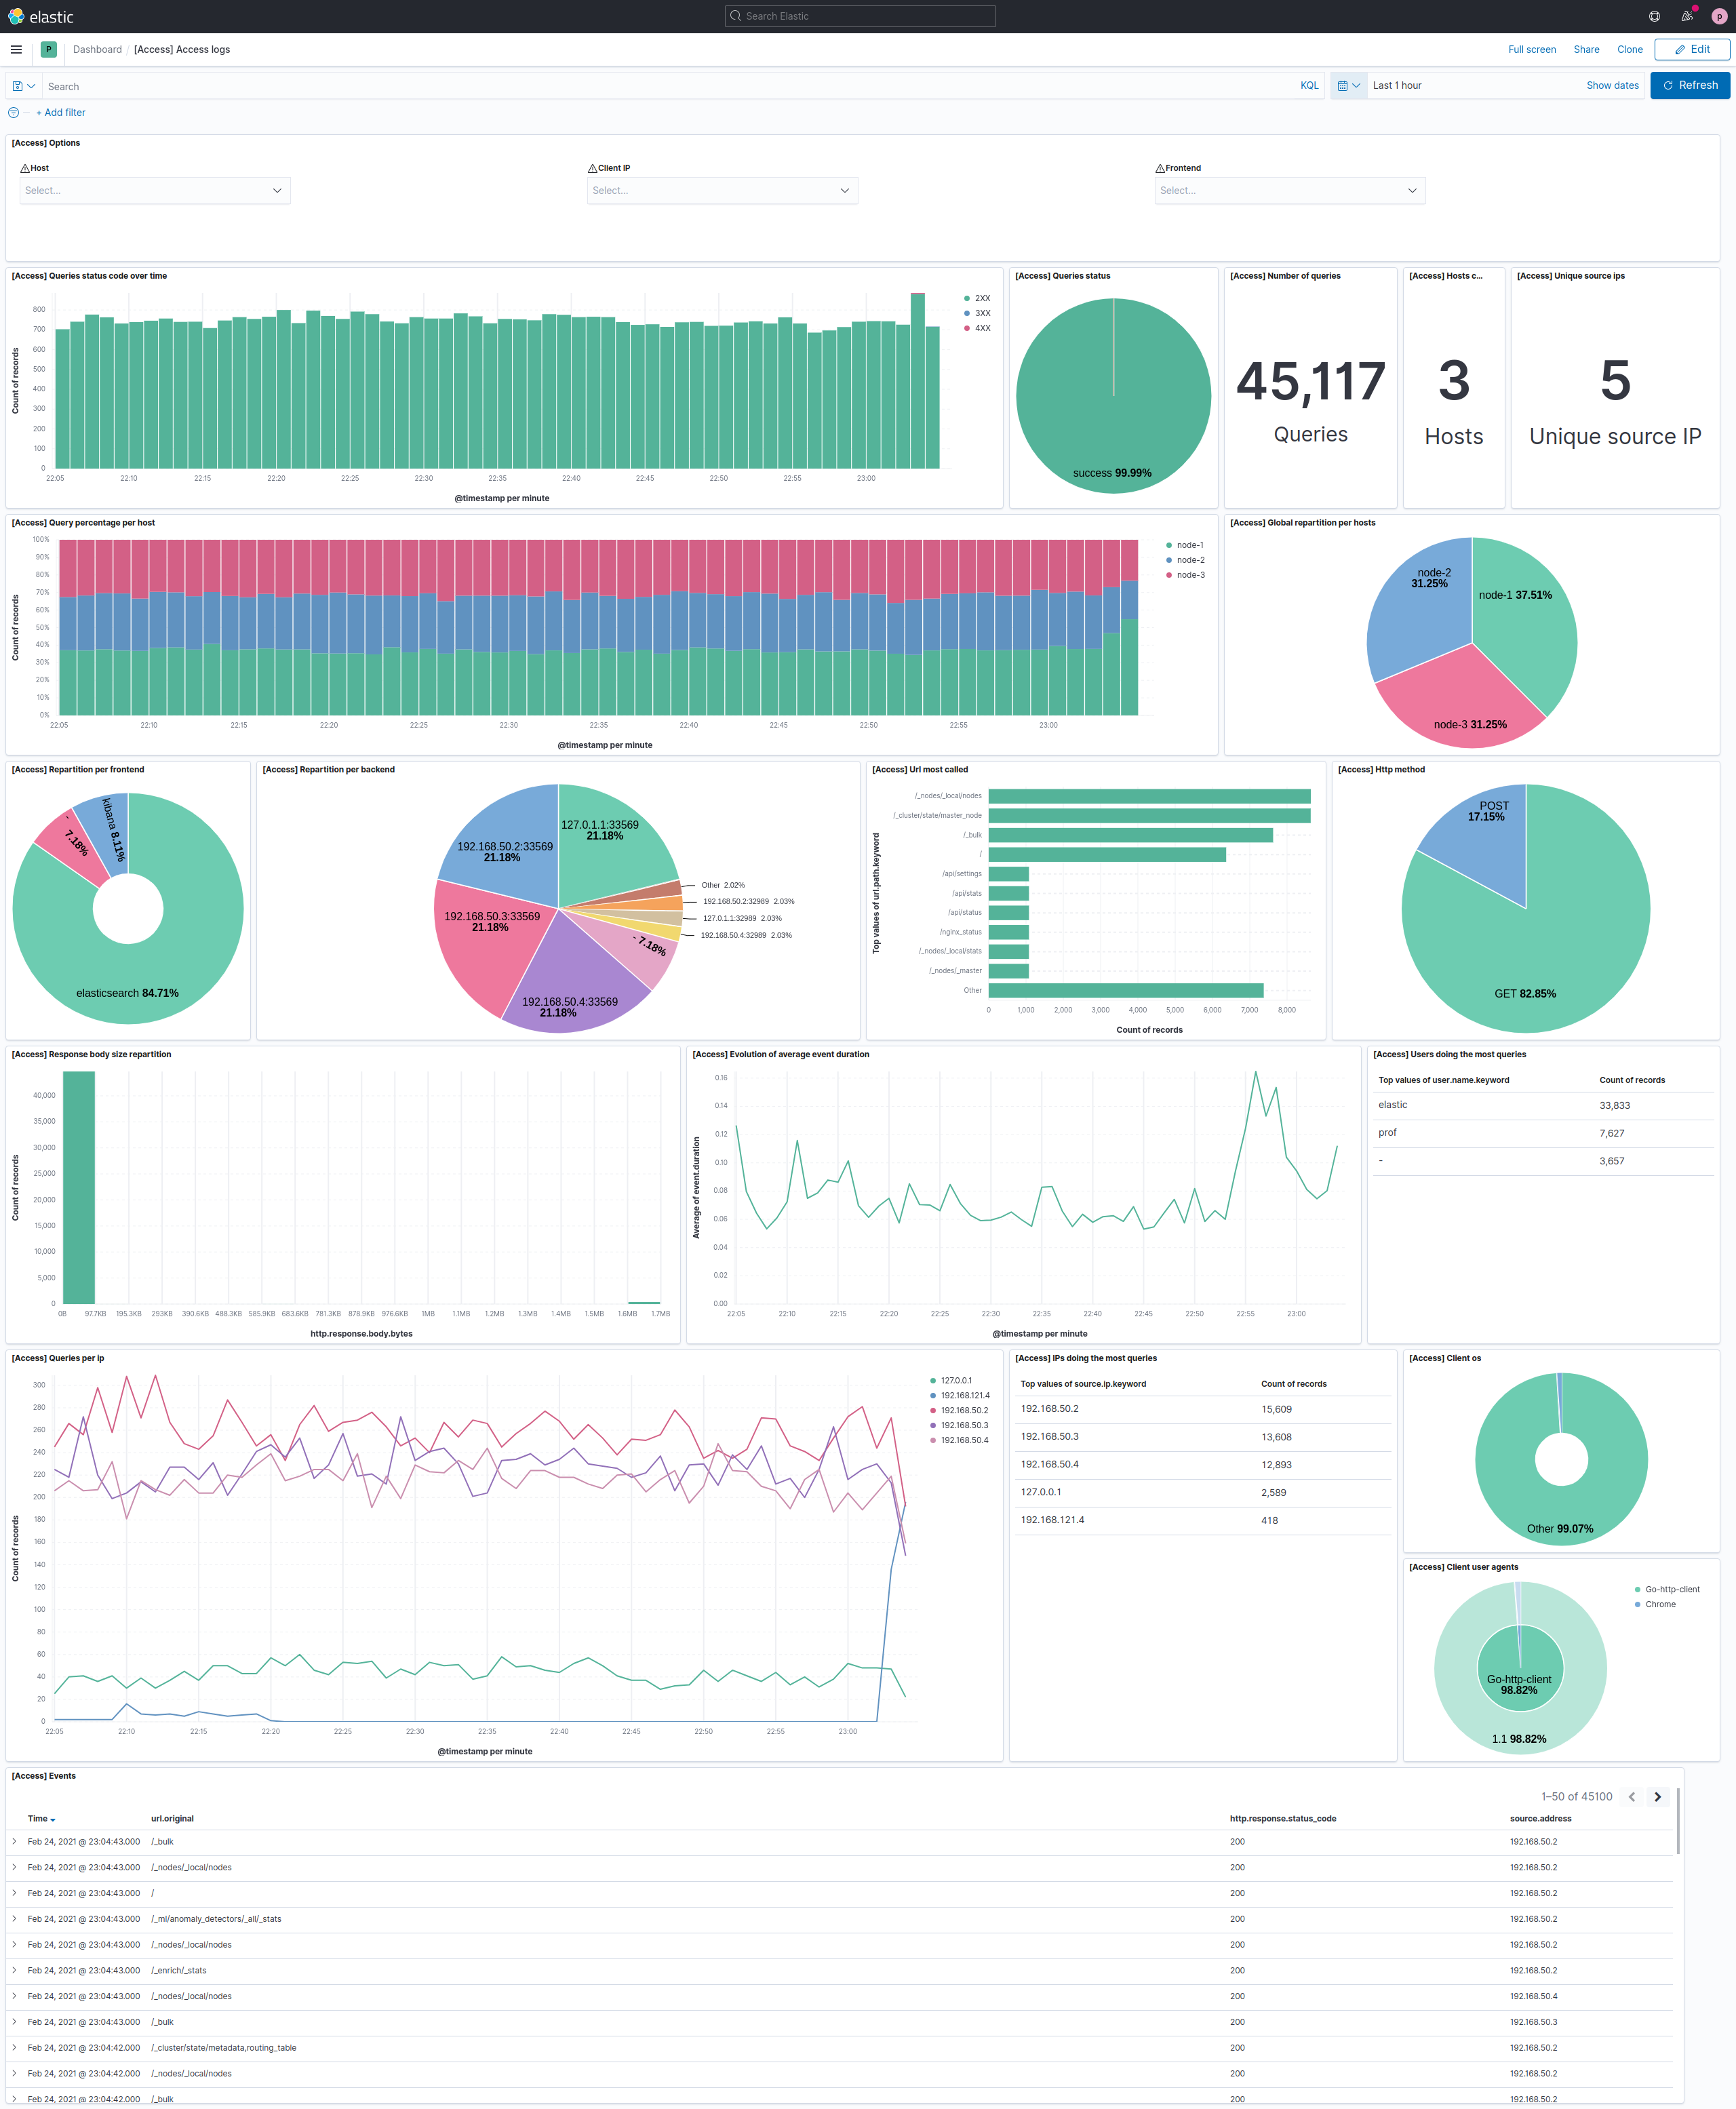 elastic
Search Elastic
p
P
Dashboard / [Access] Access logs
Full screen
Share
Clone
Edit
Search
KQL
Last 1 hour
Show dates
Refresh
+ Add filter
[Access] Options
Host
Client IP
Frontend
Select...
Select...
Select...
[Access] Queries status code over time
800
700
600
500
400
300
200
100
0
Count of records
22:05 22:10 22:15 22:20 22:25 22:30 22:35 22:40 22:45 22:50 22:55 23:00
@timestamp per minute
2XX
3XX
4XX
[Access] Queries status
success 99.99%
[Access] Number of queries
45,117
Queries
[Access] Hosts c...
3
Hosts
[Access] Unique source ips
5
Unique source IP
[Access] Query percentage per host
100%
90%
80%
70%
60%
50%
40%
30%
20%
10%
0%
Count of records
22:05 22:10 22:15 22:20 22:25 22:30 22:35 22:40 22:45 22:50 22:55 23:00
@timestamp per minute
node-1
node-2
node-3
[Access] Global repartition per hosts
node-2
31.25%
node-1 37.51%
node-3 31.25%
[Access] Repartition per frontend
kibana 8.11%
- 7.18%
elasticsearch 84.71%
[Access] Repartition per backend
127.0.1.1:33569
21.18%
192.168.50.2:33569
21.18%
192.168.50.3:33569
21.18%
192.168.50.4:33569
21.18%
- 7.18%
Other 2.02%
192.168.50.2:32989 2.03%
127.0.1.1:32989 2.03%
192.168.50.4:32989 2.03%
[Access] Url most called
Top values of url.path.keyword
/_nodes/_local/nodes
/_cluster/state/master_node
/_bulk
/
/api/settings
/api/stats
/api/status
/nginx_status
/_nodes/_local/stats
/_nodes/_master
Other
0 1,000 2,000 3,000 4,000 5,000 6,000 7,000 8,000
Count of records
[Access] Http method
POST
17.15%
GET 82.85%
[Access] Response body size repartition
40,000
35,000
30,000
25,000
20,000
15,000
10,000
5,000
0
Count of records
0B 97.7KB 195.3KB 293KB 390.6KB 488.3KB 585.9KB 683.6KB 781.3KB 878.9KB 976.6KB 1MB 1.1MB 1.2MB 1.3MB 1.4MB 1.5MB 1.6MB 1.7MB
http.response.body.bytes
[Access] Evolution of average event duration
0.16
0.14
0.12
0.10
0.08
0.06
0.04
0.02
0.00
Average of event.duration
22:05 22:10 22:15 22:20 22:25 22:30 22:35 22:40 22:45 22:50 22:55 23:00
@timestamp per minute
[Access] Users doing the most queries
Top values of user.name.keyword Count of records
elastic 33,833
prof 7,627
- 3,657
[Access] Queries per ip
300
280
260
240
220
200
180
160
140
120
100
80
60
40
20
0
Count of records
22:05 22:10 22:15 22:20 22:25 22:30 22:35 22:40 22:45 22:50 22:55 23:00
@timestamp per minute
127.0.0.1
192.168.121.4
192.168.50.2
192.168.50.3
192.168.50.4
[Access] IPs doing the most queries
Top values of source.ip.keyword Count of records
192.168.50.2 15,609
192.168.50.3 13,608
192.168.50.4 12,893
127.0.0.1 2,589
192.168.121.4 418
[Access] Client os
Other 99.07%
[Access] Client user agents
Go-http-client
98.82%
1.1 98.82%
Go-http-client
Chrome
[Access] Events
1–50 of 45100
Time url.original http.response.status_code source.address
Feb 24, 2021 @ 23:04:43.000 /_bulk 200 192.168.50.2
Feb 24, 2021 @ 23:04:43.000 /_nodes/_local/nodes 200 192.168.50.2
Feb 24, 2021 @ 23:04:43.000 / 200 192.168.50.2
Feb 24, 2021 @ 23:04:43.000 /_ml/anomaly_detectors/_all/_stats 200 192.168.50.2
Feb 24, 2021 @ 23:04:43.000 /_nodes/_local/nodes 200 192.168.50.2
Feb 24, 2021 @ 23:04:43.000 /_enrich/_stats 200 192.168.50.2
Feb 24, 2021 @ 23:04:43.000 /_nodes/_local/nodes 200 192.168.50.4
Feb 24, 2021 @ 23:04:43.000 /_bulk 200 192.168.50.3
Feb 24, 2021 @ 23:04:42.000 /_cluster/state/metadata,routing_table 200 192.168.50.2
Feb 24, 2021 @ 23:04:42.000 /_nodes/_local/nodes 200 192.168.50.2
Feb 24, 2021 @ 23:04:42.000 /_bulk 200 192.168.50.2